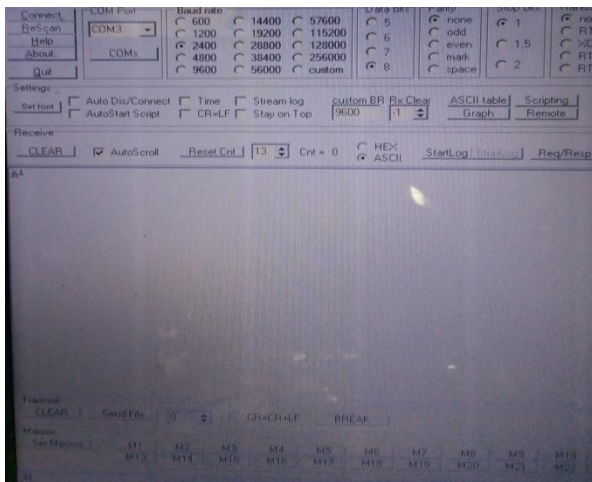 Connect COM Port Baud rate Data bits Parity Stop bits
ReScan COM3 600 14400 57600 5 none 1 no
Help 1200 19200 115200 6 odd
About COMs 2400 28800 128000 7 even 1.5
4800 38400 256000 8 mark 2
Quit 9600 56000 custom space
Settings
Set font Auto Dis/Connect Time Stream log custom BR Rx Clear ASCII table Scripting
AutoStart Script CR=LF Stay on Top 9600 -1 Graph Remote
Receive
CLEAR AutoScroll Reset Cnt 13 Cnt = 0 HEX
ASCII StartLog StopLog Req/Resp
Transmit
CLEAR Send File 0 CR=CR+LF BREAK
Macros
Set Macros M1 M2 M3 M4 M5 M6 M7 M8 M9 M10
M13 M14 M15 M16 M17 M18 M19 M20 M21 M22